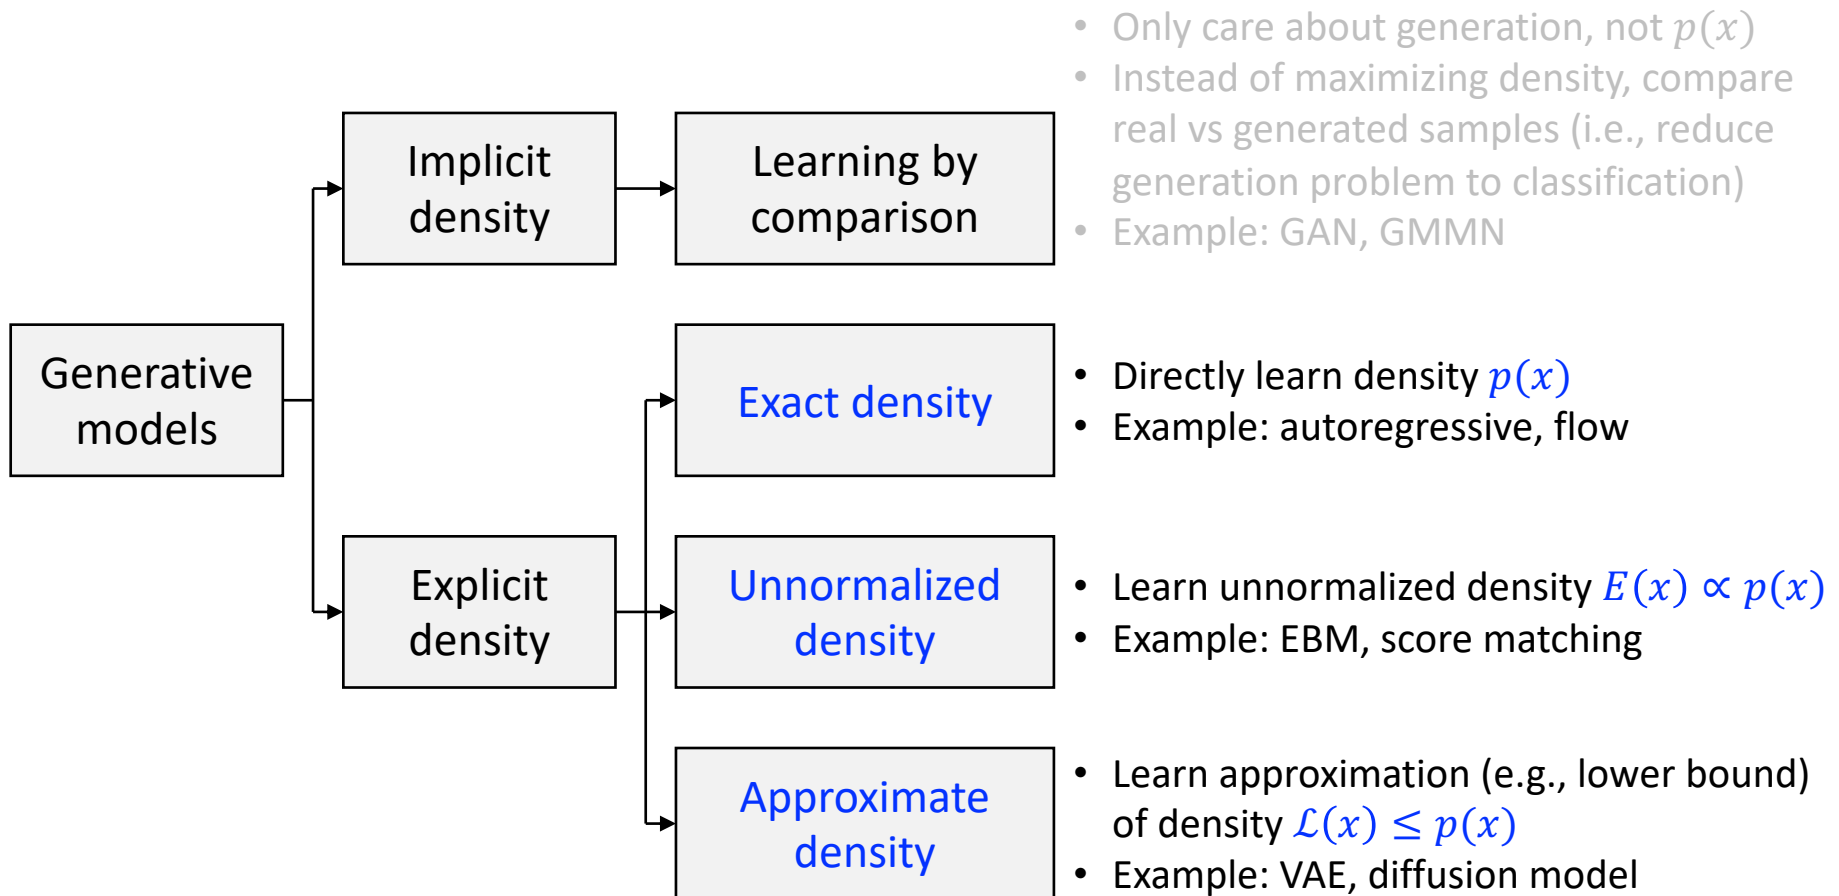 • Only care about generation, not p(x)
• Instead of maximizing density, compare
real vs generated samples (i.e., reduce
generation problem to classification)
• Example: GAN, GMMN
Implicit
density
Learning by
comparison
Generative
models
Exact density
• Directly learn density p(x)
• Example: autoregressive, flow
Explicit
density
Unnormalized
density
• Learn unnormalized density E(x) ∝ p(x)
• Example: EBM, score matching
Approximate
density
• Learn approximation (e.g., lower bound)
of density ℒ(x) ≤ p(x)
• Example: VAE, diffusion model